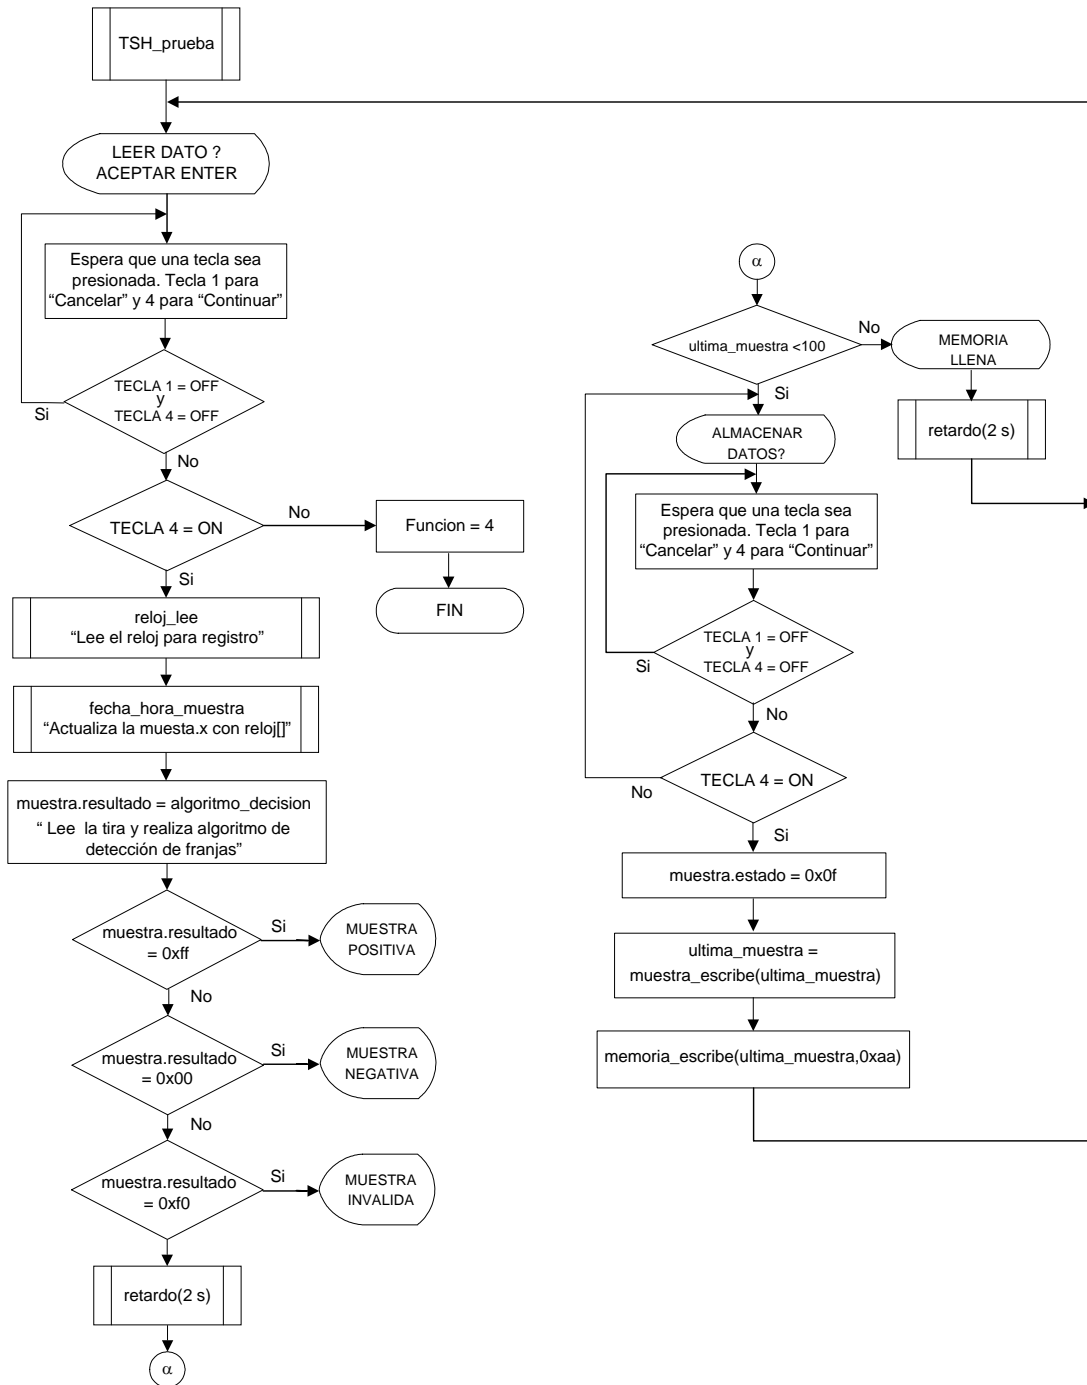 TSH_prueba
LEER DATO ?
ACEPTAR ENTER
Espera que una tecla sea
presionada. Tecla 1 para
“Cancelar” y 4 para “Continuar”
TECLA 1 = OFF
y
TECLA 4 = OFF
Si
No
TECLA 4 = ON
No
Si
Funcion = 4
FIN
reloj_lee
“Lee el reloj para registro”
fecha_hora_muestra
“Actualiza la muesta.x con reloj[]”
muestra.resultado = algoritmo_decision
“ Lee la tira y realiza algoritmo de
detección de franjas”
muestra.resultado
= 0xff
Si
No
MUESTRA
POSITIVA
muestra.resultado
= 0x00
Si
No
MUESTRA
NEGATIVA
muestra.resultado
= 0xf0
Si
MUESTRA
INVALIDA
retardo(2 s)
α
α
ultima_muestra <100
No
Si
MEMORIA
LLENA
retardo(2 s)
ALMACENAR
DATOS?
Espera que una tecla sea
presionada. Tecla 1 para
“Cancelar” y 4 para “Continuar”
TECLA 1 = OFF
y
TECLA 4 = OFF
Si
No
TECLA 4 = ON
No
Si
muestra.estado = 0x0f
ultima_muestra =
muestra_escribe(ultima_muestra)
memoria_escribe(ultima_muestra,0xaa)